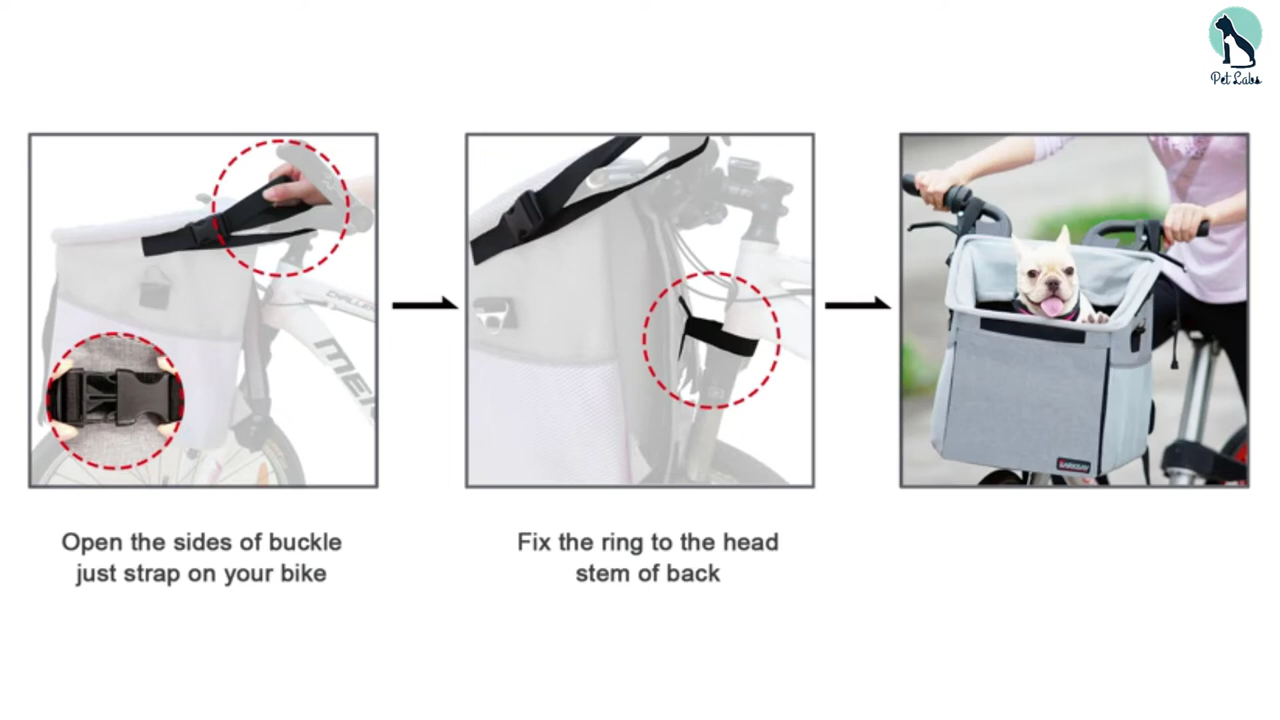 Pet Labs
Open the sides of buckle
just strap on your bike
Fix the ring to the head
stem of back